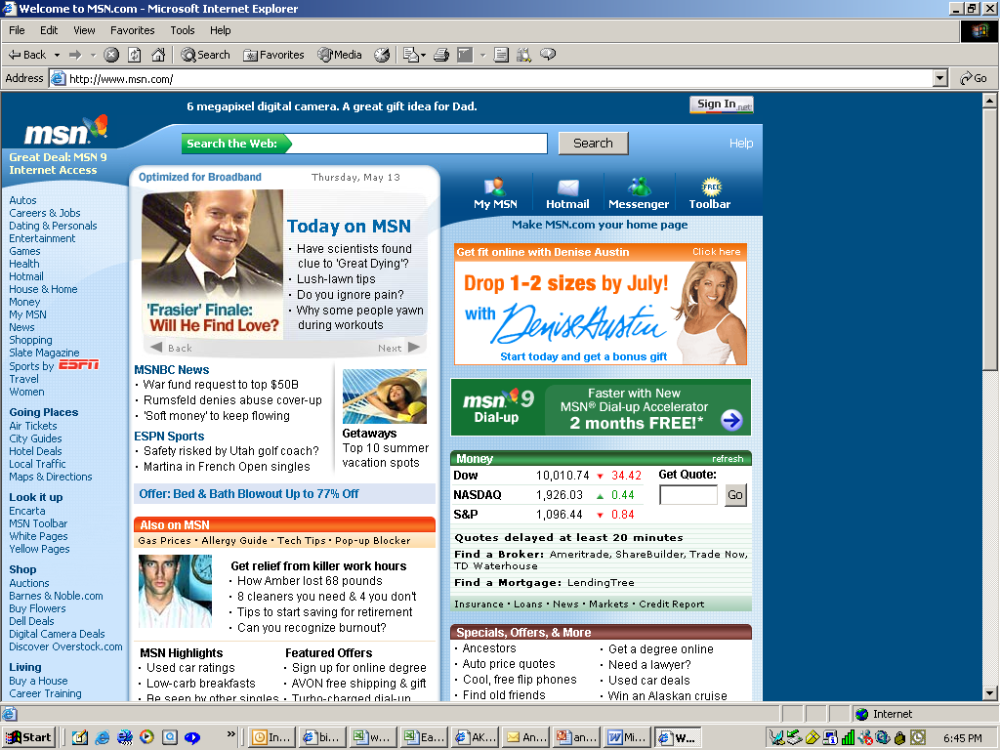 Welcome to MSN.com - Microsoft Internet Explorer
File Edit View Favorites Tools Help
Back Search Favorites Media
Address http://www.msn.com/ Go
6 megapixel digital camera. A great gift idea for Dad.
Sign In .net
msn
Great Deal: MSN 9
Internet Access
Search the Web: Search Help
Autos
Careers & Jobs
Dating & Personals
Entertainment
Games
Health
Hotmail
House & Home
Money
My MSN
News
Shopping
Slate Magazine
Sports by ESPN
Travel
Women
Going Places
Air Tickets
City Guides
Hotel Deals
Local Traffic
Maps & Directions
Look it up
Encarta
MSN Toolbar
White Pages
Yellow Pages
Shop
Auctions
Barnes & Noble.com
Buy Flowers
Dell Deals
Digital Camera Deals
Discover Overstock.com
Living
Buy a House
Career Training
Optimized for Broadband Thursday, May 13
Today on MSN
· Have scientists found
clue to 'Great Dying'?
· Lush-lawn tips
· Do you ignore pain?
· Why some people yawn
during workouts
'Frasier' Finale:
Will He Find Love?
Back Next
MSNBC News
· War fund request to top $50B
· Rumsfeld denies abuse cover-up
· 'Soft money' to keep flowing
ESPN Sports
· Safety risked by Utah golf coach?
· Martina in French Open singles
Getaways
Top 10 summer
vacation spots
Offer: Bed & Bath Blowout Up to 77% Off
Also on MSN
Gas Prices · Allergy Guide · Tech Tips · Pop-up Blocker
Get relief from killer work hours
· How Amber lost 68 pounds
· 8 cleaners you need & 4 you don't
· Tips to start saving for retirement
· Can you recognize burnout?
MSN Highlights
· Used car ratings
· Low-carb breakfasts
· Be seen by other singles
Featured Offers
· Sign up for online degree
· AVON free shipping & gift
· Turbo-charged dial-up
My MSN Hotmail Messenger FREE Toolbar
Make MSN.com your home page
Get fit online with Denise Austin Click here
Drop 1-2 sizes by July!
with Denise Austin
Start today and get a bonus gift
msn 9
Dial-up
Faster with New
MSN® Dial-up Accelerator
2 months FREE!*
Money refresh
Dow 10,010.74 ▼ 34.42
NASDAQ 1,926.03 ▲ 0.44
S&P 1,096.44 ▼ 0.84
Get Quote:
Go
Quotes delayed at least 20 minutes
Find a Broker: Ameritrade, ShareBuilder, Trade Now,
TD Waterhouse
Find a Mortgage: LendingTree
Insurance · Loans · News · Markets · Credit Report
Specials, Offers, & More
· Ancestors
· Auto price quotes
· Cool, free flip phones
· Find old friends
· Get a degree online
· Need a lawyer?
· Used car deals
· Win an Alaskan cruise
Internet
Start » In... bi... w... Ea... AK... An... an... Mi... W... 6:45 PM